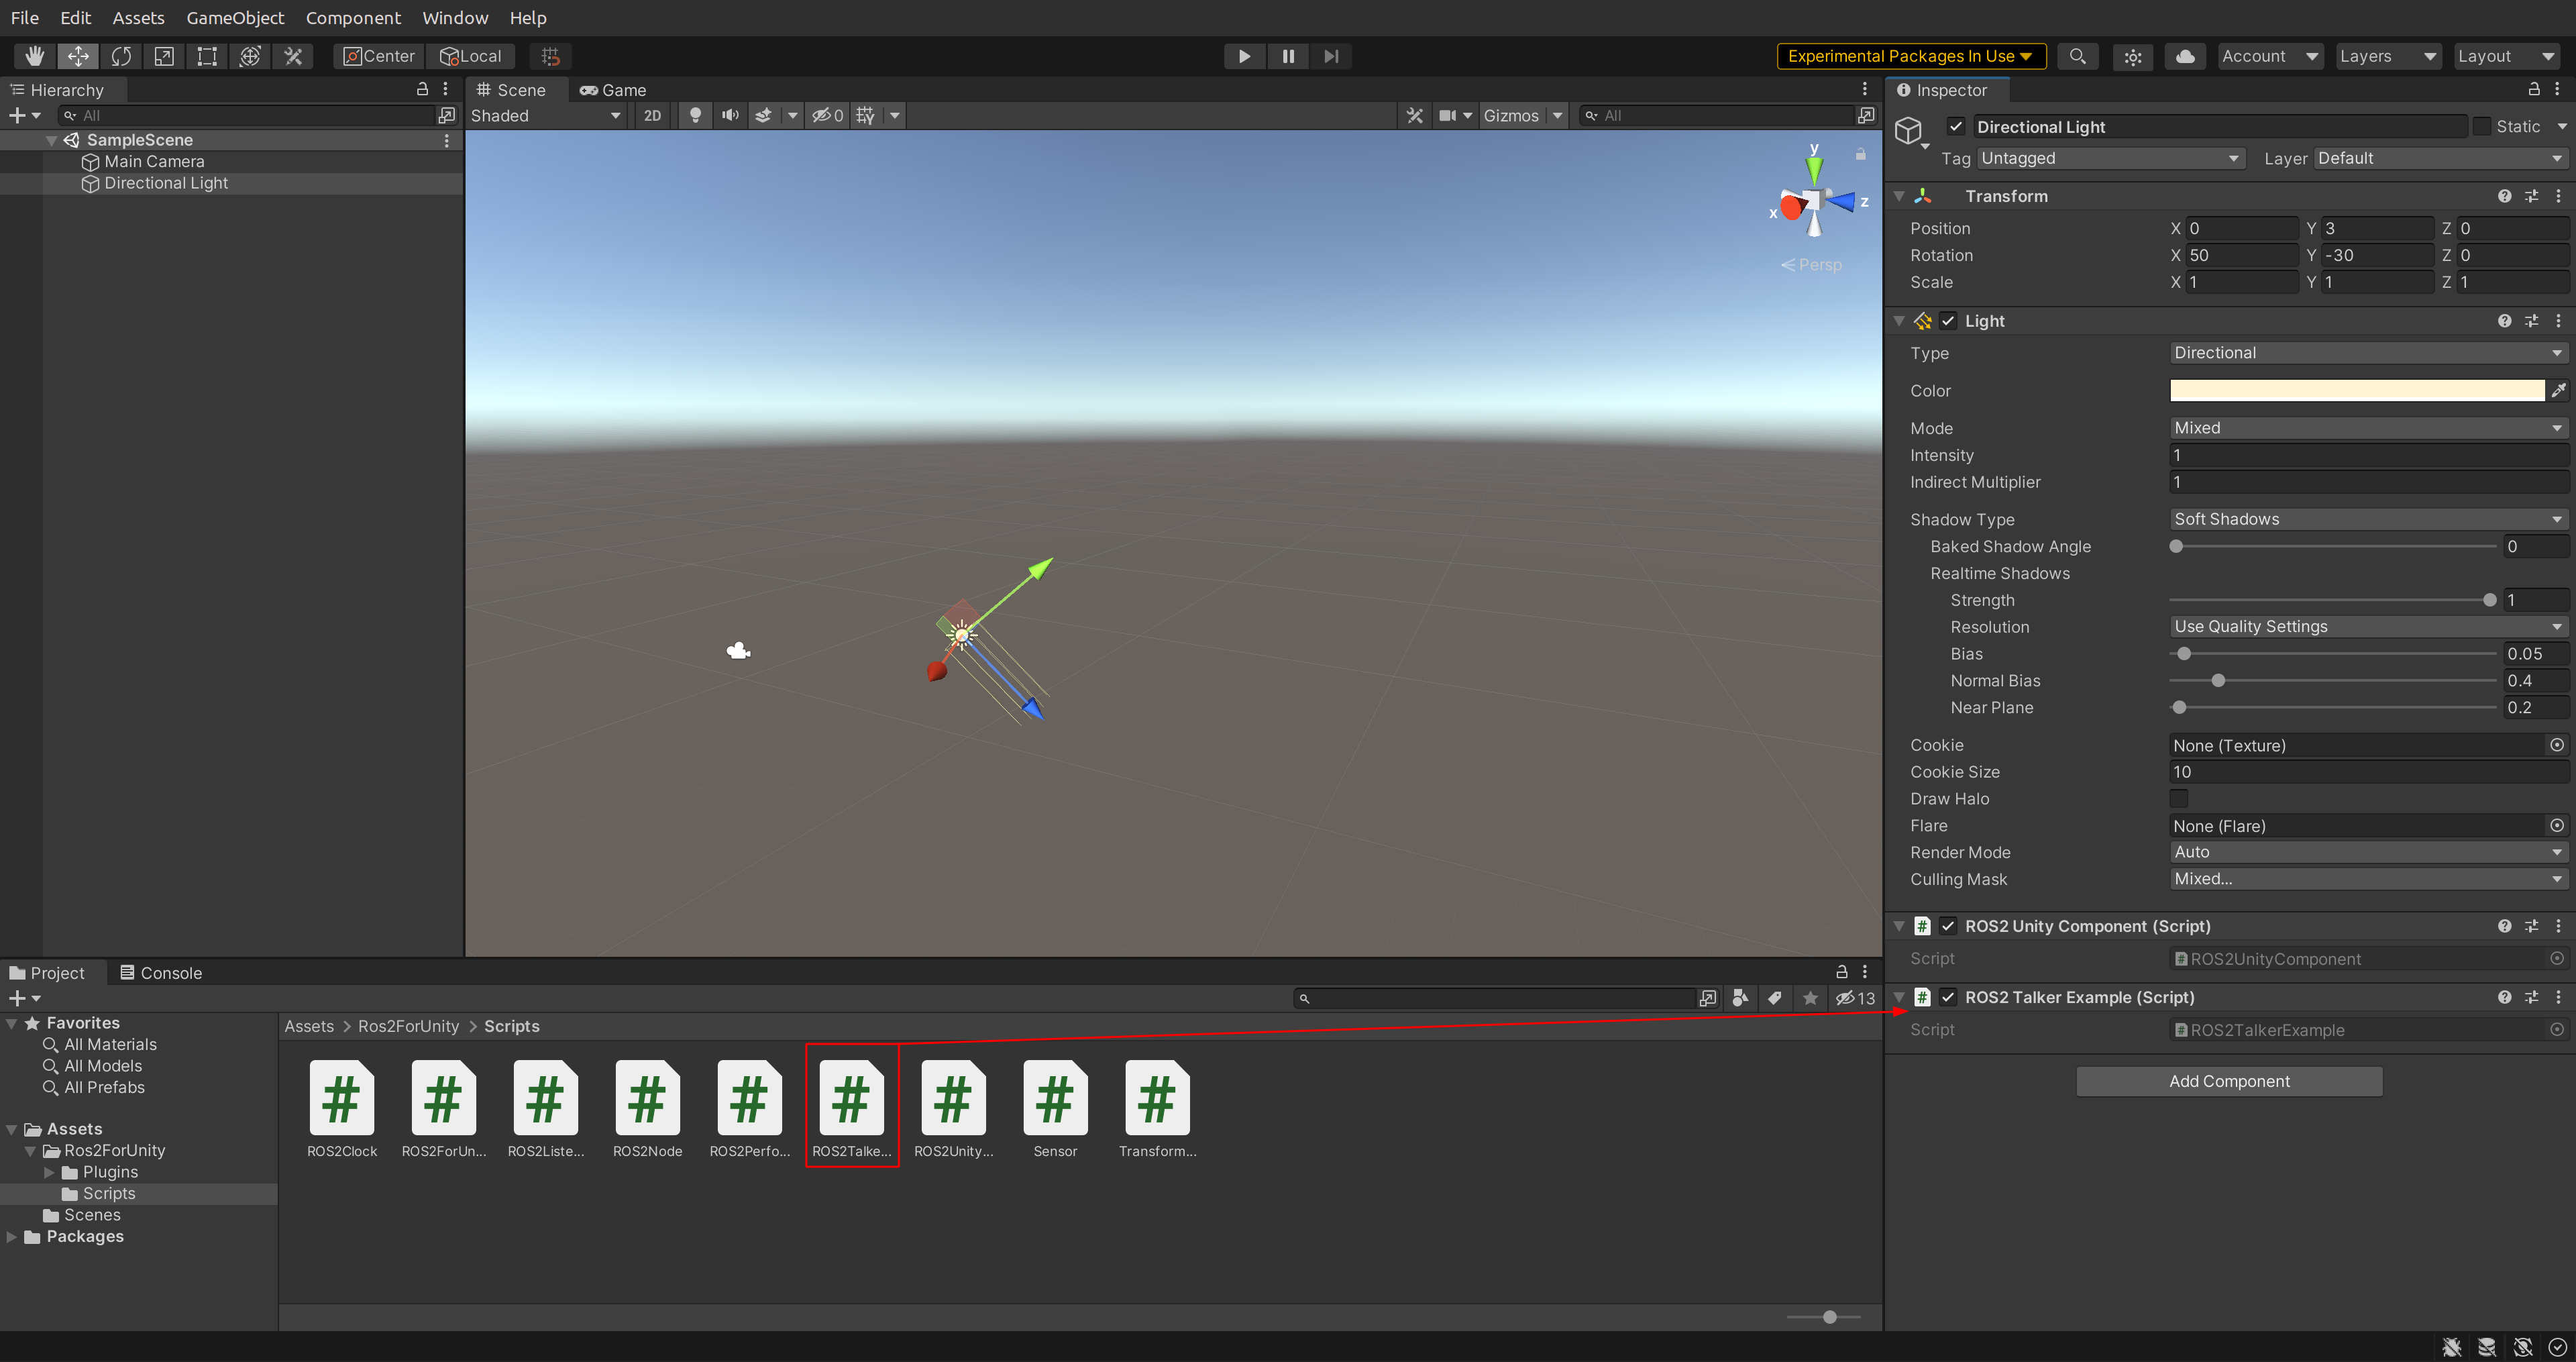 File Edit Assets GameObject Component Window Help
Center Local
Experimental Packages In Use Account Layers Layout
Hierarchy
All
SampleScene
Main Camera
Directional Light
Scene Game
Shaded 2D 0 Gizmos All
y
x z
Persp
Inspector
Directional Light Static
Tag Untagged Layer Default
Transform
Position X 0 Y 3 Z 0
Rotation X 50 Y -30 Z 0
Scale X 1 Y 1 Z 1
Light
Type Directional
Color
Mode Mixed
Intensity 1
Indirect Multiplier 1
Shadow Type Soft Shadows
Baked Shadow Angle 0
Realtime Shadows
Strength 1
Resolution Use Quality Settings
Bias 0.05
Normal Bias 0.4
Near Plane 0.2
Cookie None (Texture)
Cookie Size 10
Draw Halo
Flare None (Flare)
Render Mode Auto
Culling Mask Mixed...
# ROS2 Unity Component (Script)
Script # ROS2UnityComponent
# ROS2 Talker Example (Script)
Script # ROS2TalkerExample
Add Component
Project Console
13
Favorites
All Materials
All Models
All Prefabs
Assets
Ros2ForUnity
Plugins
Scripts
Scenes
Packages
Assets > Ros2ForUnity > Scripts
# # # # # # # # #
ROS2Clock ROS2ForUn... ROS2Liste... ROS2Node ROS2Perfo... ROS2Talke... ROS2Unity... Sensor Transform...